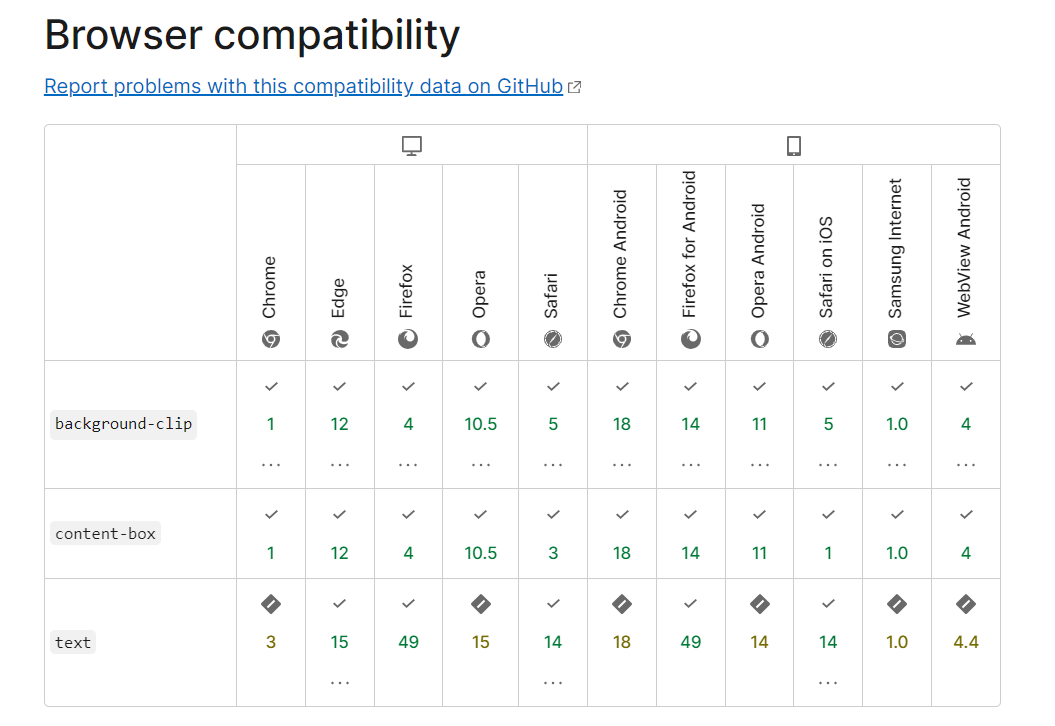 Browser compatibility
Report problems with this compatibility data on GitHub
Chrome Edge Firefox Opera Safari Chrome Android Firefox for Android Opera Android Safari on iOS Samsung Internet WebView Android
background-clip 1 12 4 10.5 5 18 14 11 5 1.0 4
... ... ... ... ... ... ... ... ... ... ...
content-box 1 12 4 10.5 3 18 14 11 1 1.0 4
text 3 15 49 15 14 18 49 14 14 1.0 4.4
... ... ...